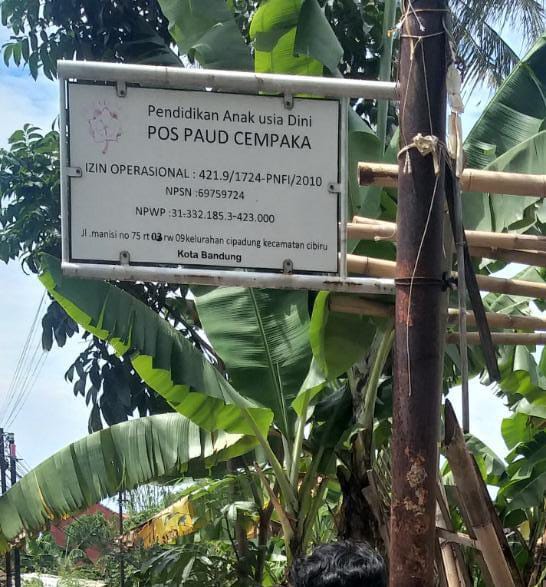 Pendidikan Anak usia Dini
POS PAUD CEMPAKA
IZIN OPERASIONAL : 421.9/1724-PNFI/2010
NPSN :69759724
NPWP :31-332.185.3-423.000
Jl .manisi no 75 rt 03 rw 09kelurahan cipadung kecamatan cibiru
Kota Bandung